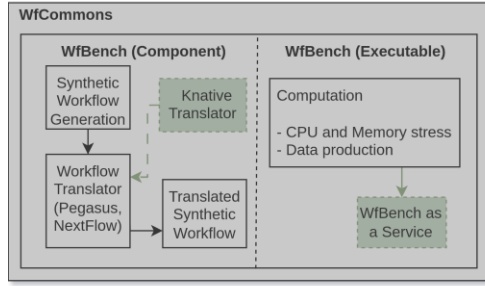 WfCommons
WfBench (Component)
Synthetic
Workflow
Generation
Knative
Translator
Workflow
Translator
(Pegasus,
NextFlow)
Translated
Synthetic
Workflow
WfBench (Executable)
Computation
- CPU and Memory stress
- Data production
WfBench as
a Service